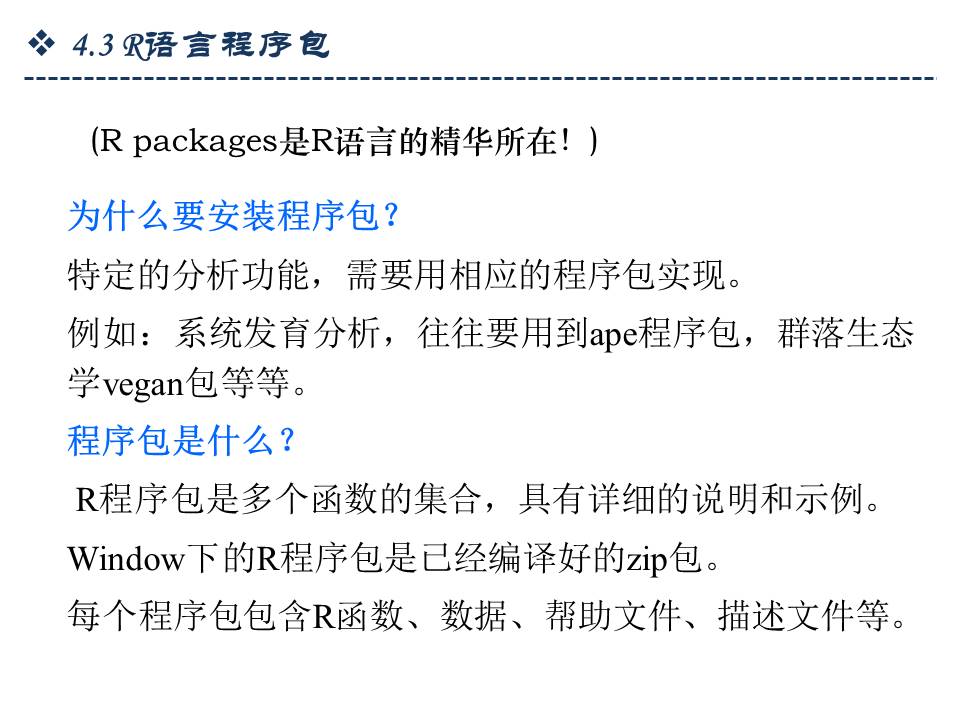 ❖ 4.3 R语言程序包
(R packages是R语言的精华所在！)
为什么要安装程序包？
特定的分析功能，需要用相应的程序包实现。
例如：系统发育分析，往往要用到ape程序包，群落生态
学vegan包等等。
程序包是什么？
R程序包是多个函数的集合，具有详细的说明和示例。
Window下的R程序包是已经编译好的zip包。
每个程序包包含R函数、数据、帮助文件、描述文件等。